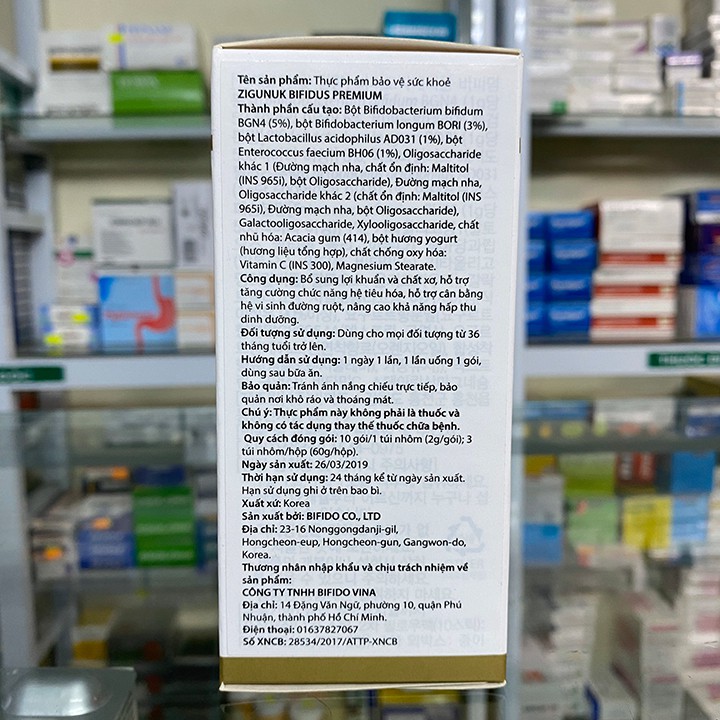 Tên sản phẩm: Thực phẩm bảo vệ sức khoẻ
ZIGUNUK BIFIDUS PREMIUM
Thành phần cấu tạo: Bột Bifidobacterium bifidum
BGN4 (5%), bột Bifidobacterium longum BORI (3%),
bột Lactobacillus acidophilus AD031 (1%), bột
Enterococcus faecium BH06 (1%), Oligosaccharide
khác 1 (Đường mạch nha, chất ổn định: Maltitol
(INS 965i), bột Oligosaccharide), Đường mạch nha,
Oligosaccharide khác 2 (chất ổn định: Maltitol (INS
965i), Đường mạch nha, bột Oligosaccharide),
Galactooligosaccharide, Xylooligosaccharide, chất
nhũ hóa: Acacia gum (414), bột hương yogurt
(hương liệu tổng hợp), chất chống oxy hóa:
Vitamin C (INS 300), Magnesium Stearate.
Công dụng: Bổ sung lợi khuẩn và chất xơ, hỗ trợ
tăng cường chức năng hệ tiêu hóa, hỗ trợ cân bằng
hệ vi sinh đường ruột, nâng cao khả năng hấp thu
dinh dưỡng.
Đối tượng sử dụng: Dùng cho mọi đối tượng từ 36
tháng tuổi trở lên.
Hướng dẫn sử dụng: 1 ngày 1 lần, 1 lần uống 1 gói,
dùng sau bữa ăn.
Bảo quản: Tránh ánh nắng chiếu trực tiếp, bảo
quản nơi khô ráo và thoáng mát.
Chú ý: Thực phẩm này không phải là thuốc và
không có tác dụng thay thế thuốc chữa bệnh.
Quy cách đóng gói: 10 gói/1 túi nhôm (2g/gói); 3
túi nhôm/hộp (60g/hộp).
Ngày sản xuất: 26/03/2019
Thời hạn sử dụng: 24 tháng kể từ ngày sản xuất.
Hạn sử dụng ghi ở trên bao bì.
Xuất xứ: Korea
Sản xuất bởi: BIFIDO CO., LTD
Địa chỉ: 23-16 Nonggongdanji-gil,
Hongcheon-eup, Hongcheon-gun, Gangwon-do,
Korea.
Thương nhân nhập khẩu và chịu trách nhiệm về
sản phẩm:
CÔNG TY TNHH BIFIDO VINA
Địa chỉ: 14 Đặng Văn Ngữ, phường 10, quận Phú
Nhuận, thành phố Hồ Chí Minh.
Điện thoại: 01637827067
Số XNCB: 28534/2017/ATTP-XNCB